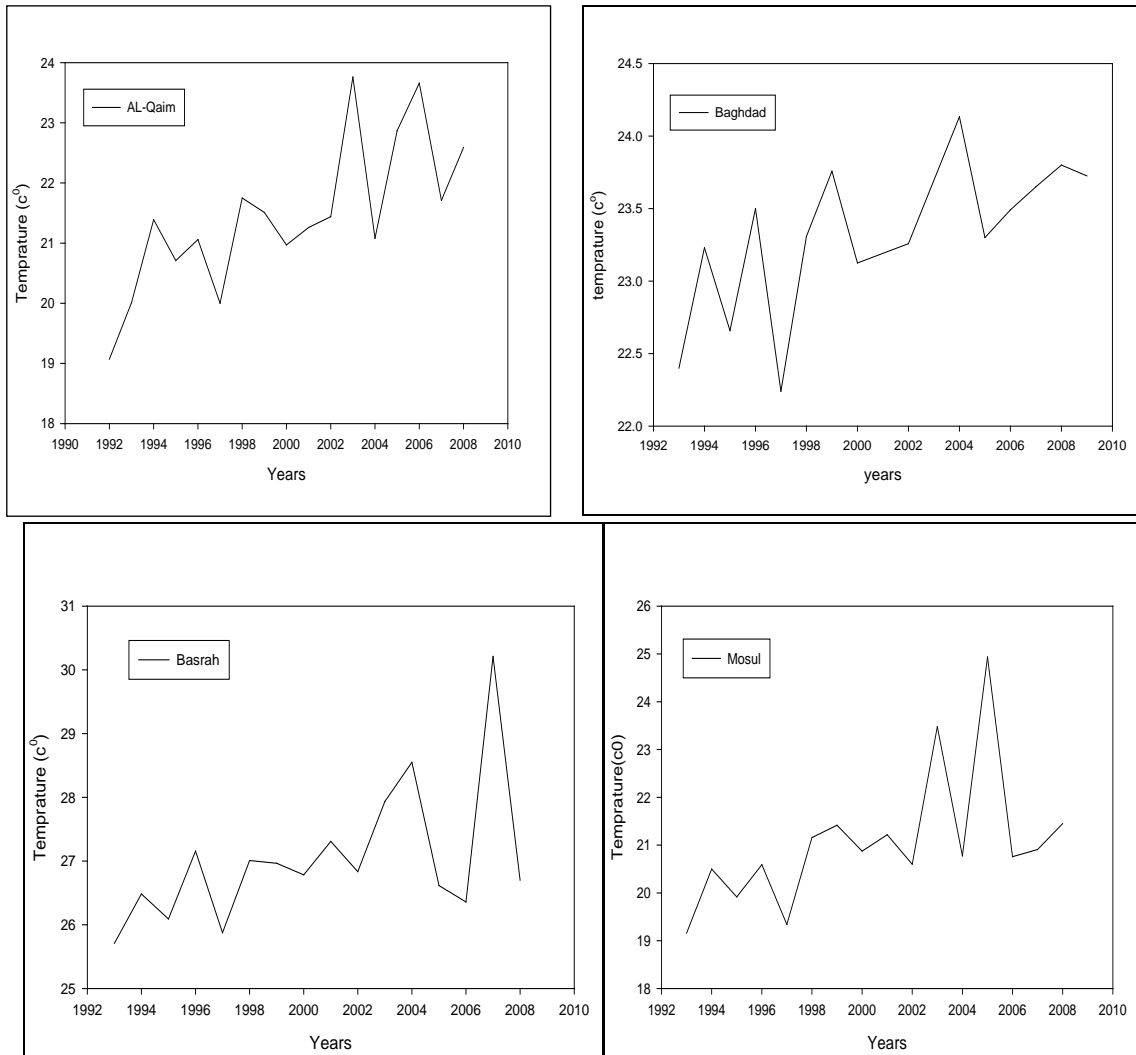 AL-Qaim
Temprature (c⁰)
24
23
22
21
20
19
18
1990 1992 1994 1996 1998 2000 2002 2004 2006 2008 2010
Years
Baghdad
temprature (c⁰)
24.5
24.0
23.5
23.0
22.5
22.0
1992 1994 1996 1998 2000 2002 2004 2006 2008 2010
years
Basrah
Temprature (c⁰)
31
30
29
28
27
26
25
1992 1994 1996 1998 2000 2002 2004 2006 2008 2010
Years
Mosul
Temprature(c0)
26
25
24
23
22
21
20
19
18
1992 1994 1996 1998 2000 2002 2004 2006 2008 2010
Years